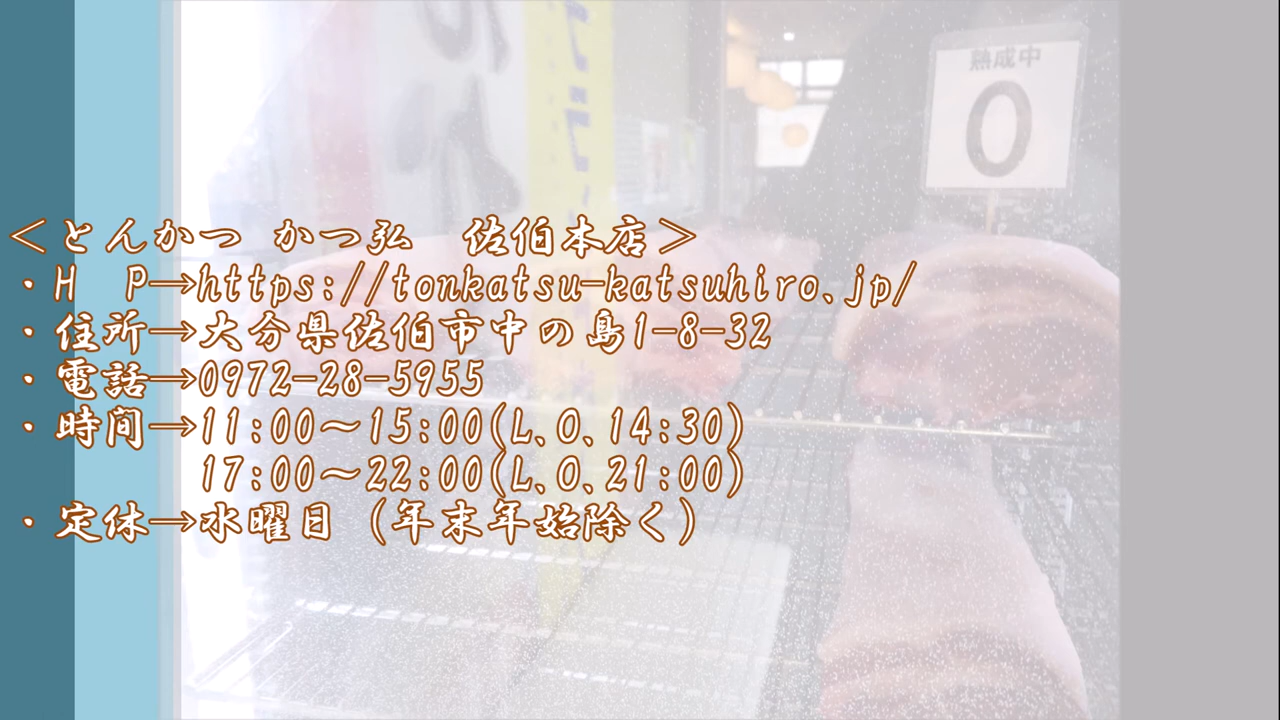 熟成中
0
＜とんかつ かつ弘　佐伯本店＞
・H　P→https://tonkatsu-katsuhiro.jp/
・住所→大分県佐伯市中の島1-8-32
・電話→0972-28-5955
・時間→11:00～15:00(L.O.14:30)
17:00～22:00(L.O.21:00)
・定休→水曜日（年末年始除く）